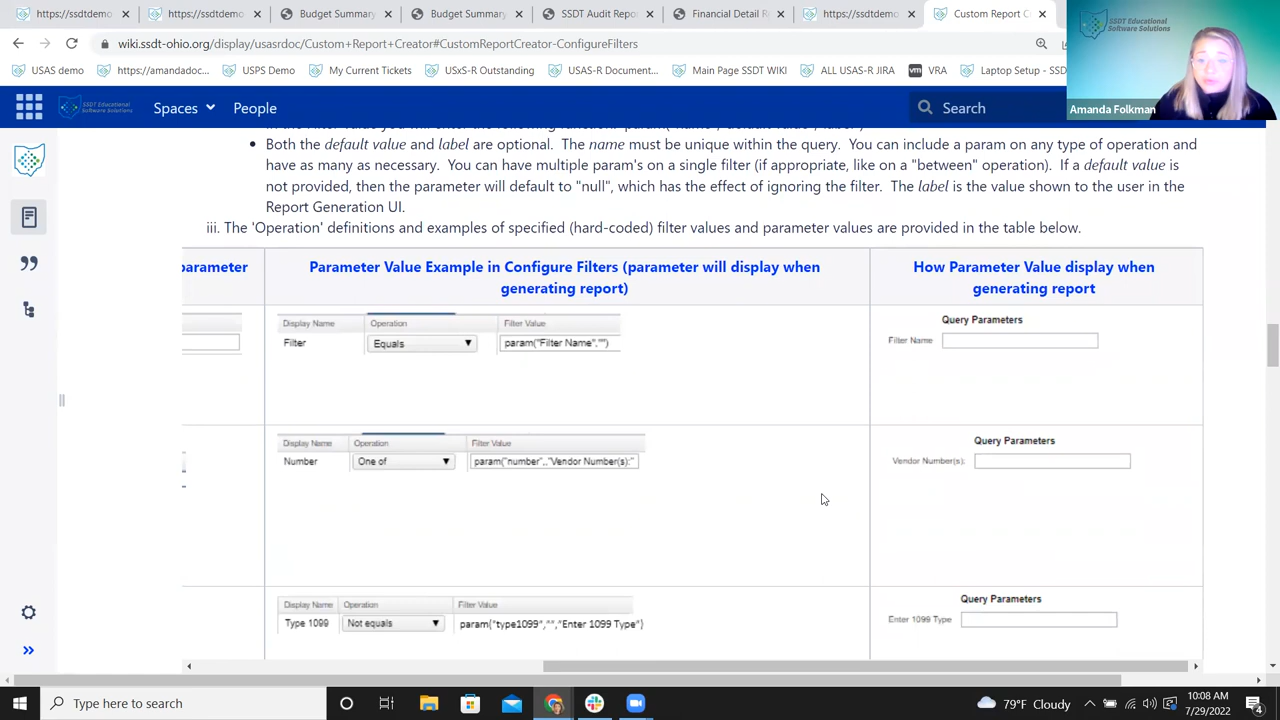 https://ssdtdemo
https://ssdtdemo
Budget Summary
Budget Summary
SSDT Audit Repor
Financial Detail R
https://ssdtdemo
Custom Report C
wiki.ssdt-ohio.org/display/usasrdoc/Custom+Report+Creator#CustomReportCreator-ConfigureFilters
USAS demo
https://amandadoc...
USPS Demo
My Current Tickets
USxS-R Outstanding
USAS-R Document...
Main Page SSDT WIKI
ALL USAS-R JIRA
vm VRA
Laptop Setup - SSD
SSDT Educational
Software Solutions
Amanda Folkman
SSDT Educational
Software Solutions
Spaces
People
Search
Both the default value and label are optional. The name must be unique within the query. You can include a param on any type of operation and
have as many as necessary. You can have multiple param's on a single filter (if appropriate, like on a "between" operation). If a default value is
not provided, then the parameter will default to "null", which has the effect of ignoring the filter. The label is the value shown to the user in the
Report Generation UI.
iii. The 'Operation' definitions and examples of specified (hard-coded) filter values and parameter values are provided in the table below.
parameter
Parameter Value Example in Configure Filters (parameter will display when
generating report)
How Parameter Value display when
generating report
Display Name Operation Filter Value
Filter Equals param("Filter Name","")
Query Parameters
Filter Name
Display Name Operation Filter Value
Number One of param("number",,"Vendor Number(s):"
Query Parameters
Vendor Number(s):
Display Name Operation Filter Value
Type 1099 Not equals param("type1099","","Enter 1099 Type")
Query Parameters
Enter 1099 Type
Type here to search
79°F Cloudy
10:08 AM
7/29/2022
4